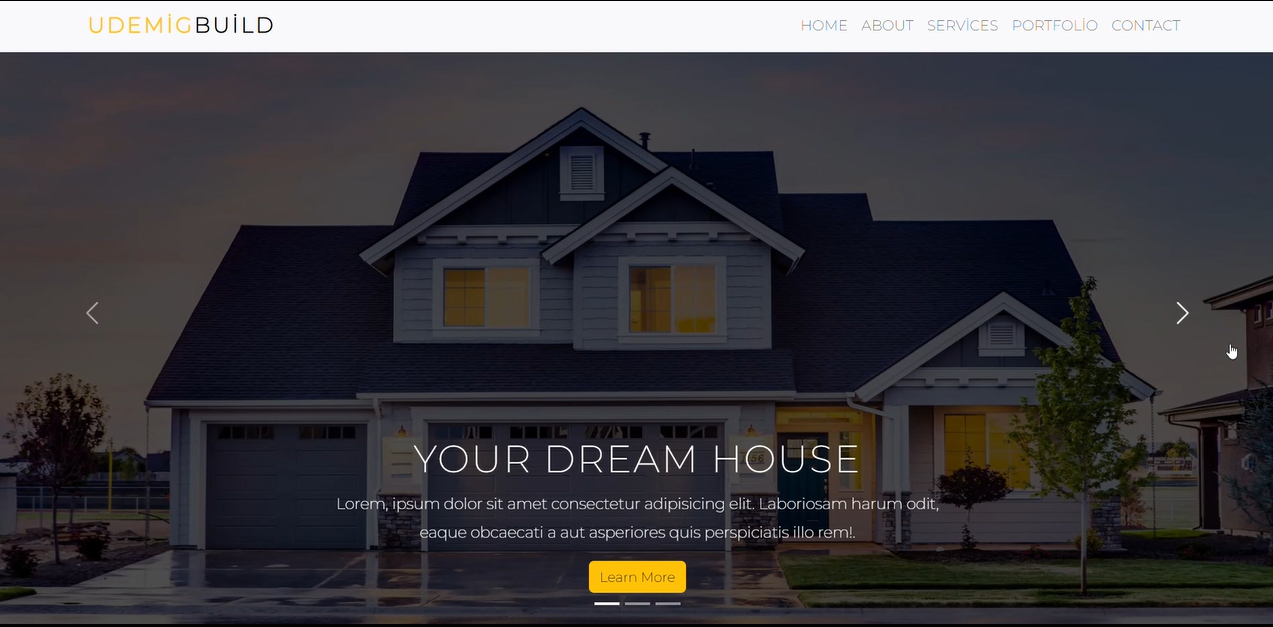 UDEMİGBUİLD
HOME ABOUT SERVİCES PORTFOLİO CONTACT
YOUR DREAM HOUSE
Lorem, ipsum dolor sit amet consectetur adipisicing elit. Laboriosam harum odit,
eaque obcaecati a aut asperiores quis perspiciatis illo rem!.
Learn More